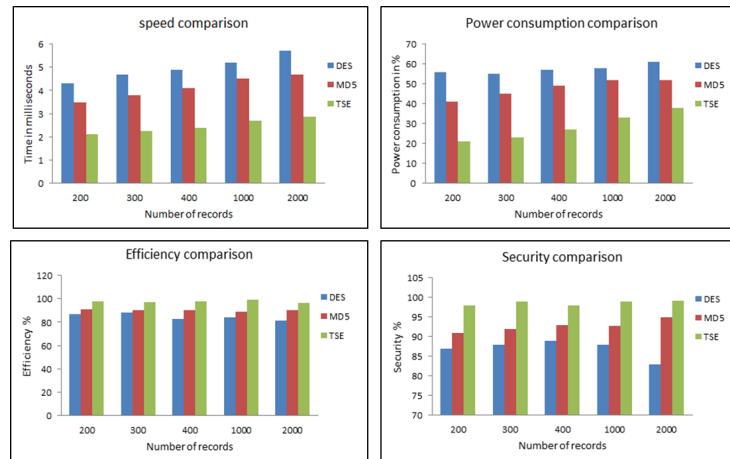 speed comparison
Time in milliseconds
6
5
4
3
2
1
0
200 300 400 1000 2000
Number of records
DES
MD5
TSE
Power consumption comparison
Power consumption in %
70
60
50
40
30
20
10
0
200 300 400 1000 2000
Number of records
DES
MD5
TSE
Efficiency comparison
Efficiency %
120
100
80
60
40
20
0
200 300 400 1000 2000
Number of records
DES
MD5
TSE
Security comparison
Security %
105
100
95
90
85
80
75
70
200 300 400 1000 2000
Number of records
DES
MD5
TSE